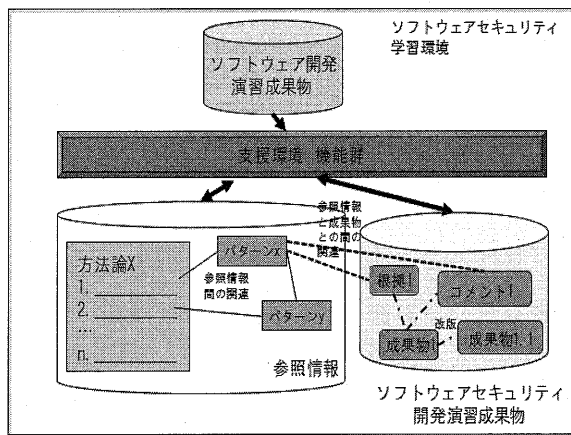 ソフトウェアセキュリティ
学習環境
ソフトウェア開発
演習成果物
支援環境 機能群
参照情報
と成果物
との間の
関連
方法論X
1.
2.
...
n.
パターンx
参照情報
間の関連
パターンy
参照情報
根拠1
コメント1
改版
成果物1
成果物1.1
ソフトウェアセキュリティ
開発演習成果物